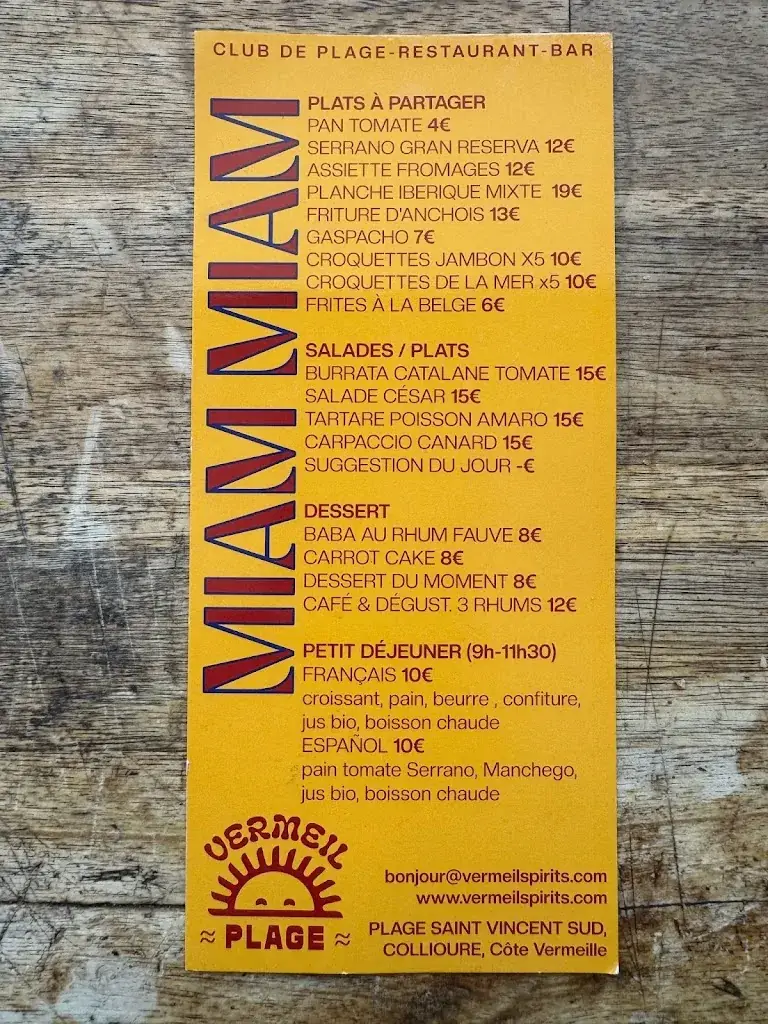 CLUB DE PLAGE-RESTAURANT-BAR
MIAM MIAM
PLATS À PARTAGER
PAN TOMATE 4€
SERRANO GRAN RESERVA 12€
ASSIETTE FROMAGES 12€
PLANCHE IBERIQUE MIXTE 19€
FRITURE D'ANCHOIS 13€
GASPACHO 7€
CROQUETTES JAMBON X5 10€
CROQUETTES DE LA MER x5 10€
FRITES À LA BELGE 6€
SALADES / PLATS
BURRATA CATALANE TOMATE 15€
SALADE CÉSAR 15€
TARTARE POISSON AMARO 15€
CARPACCIO CANARD 15€
SUGGESTION DU JOUR -€
DESSERT
BABA AU RHUM FAUVE 8€
CARROT CAKE 8€
DESSERT DU MOMENT 8€
CAFÉ & DÉGUST. 3 RHUMS 12€
PETIT DÉJEUNER (9h-11h30)
FRANÇAIS 10€
croissant, pain, beurre , confiture,
jus bio, boisson chaude
ESPAÑOL 10€
pain tomate Serrano, Manchego,
jus bio, boisson chaude
VERMEIL
≈ PLAGE ≈
bonjour@vermeilspirits.com
www.vermeilspirits.com
PLAGE SAINT VINCENT SUD,
COLLIOURE, Côte Vermeille